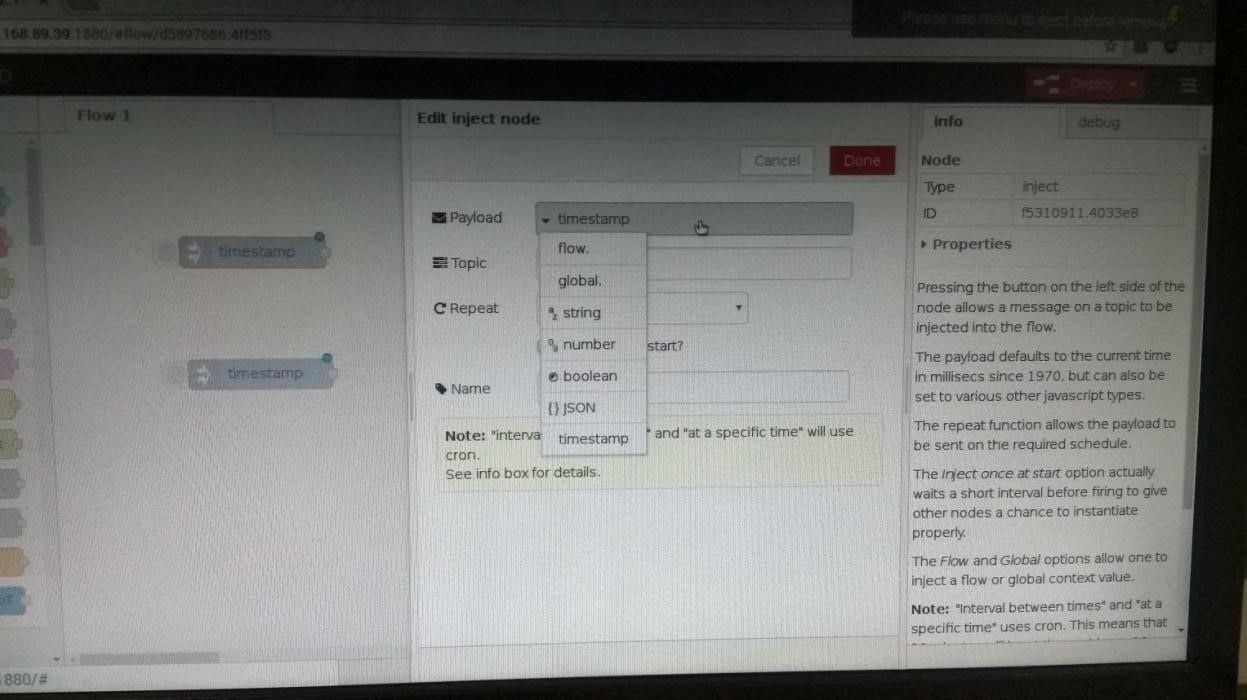 Please use menu to eject before remove
168.89.39:1880/#flow/d5897686.4ff5f8
Deploy
Flow 1
timestamp
timestamp
Edit inject node
Cancel
Done
Payload
timestamp
flow.
global.
string
number
boolean
JSON
timestamp
Topic
Repeat
start?
Name
Note: "interva " and "at a specific time" will use
cron.
See info box for details.
info
debug
Node
Type inject
ID f5310911.4033e8
Properties
Pressing the button on the left side of the
node allows a message on a topic to be
injected into the flow.
The payload defaults to the current time
in millisecs since 1970, but can also be
set to various other javascript types.
The repeat function allows the payload to
be sent on the required schedule.
The Inject once at start option actually
waits a short interval before firing to give
other nodes a chance to instantiate
properly.
The Flow and Global options allow one to
inject a flow or global context value.
Note: "Interval between times" and "at a
specific time" uses cron. This means that
880/#